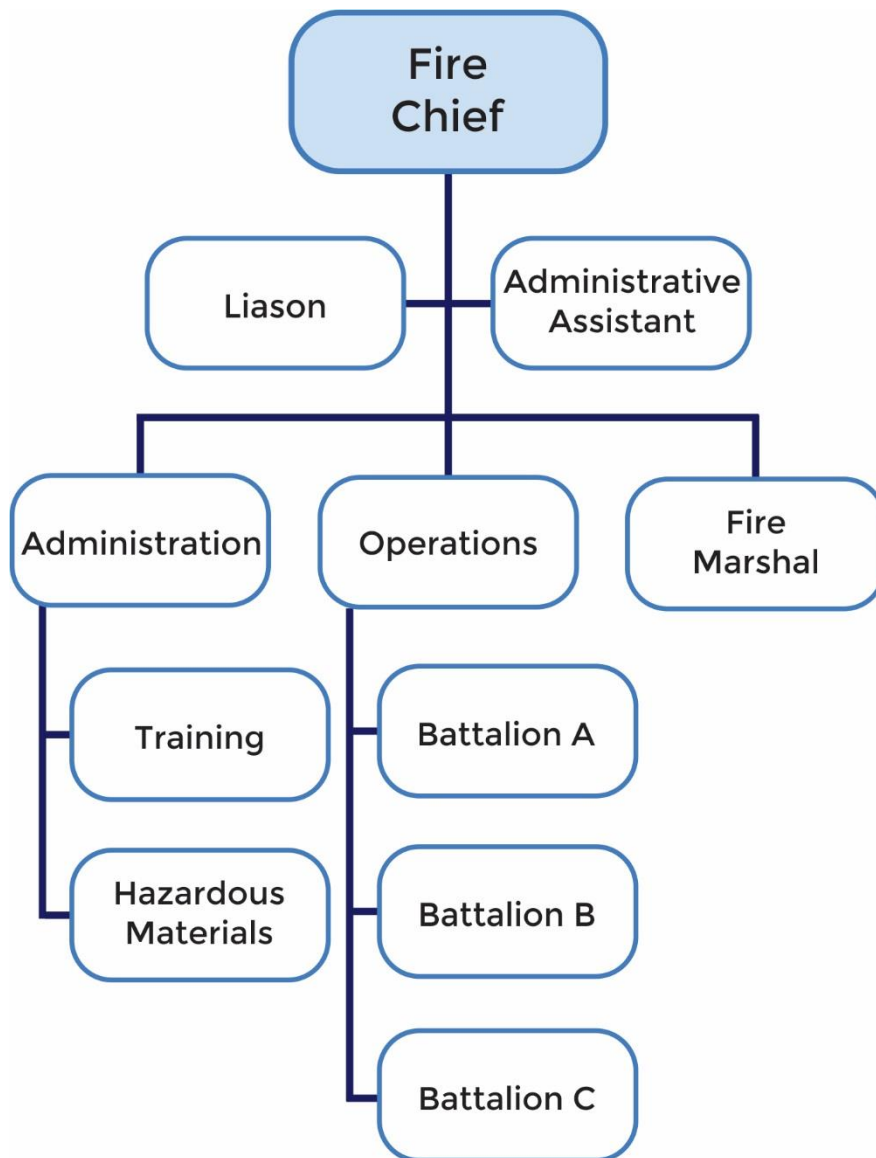 Fire
Chief
Liason
Administrative
Assistant
Administration
Operations
Fire
Marshal
Training
Battalion A
Hazardous
Materials
Battalion B
Battalion C